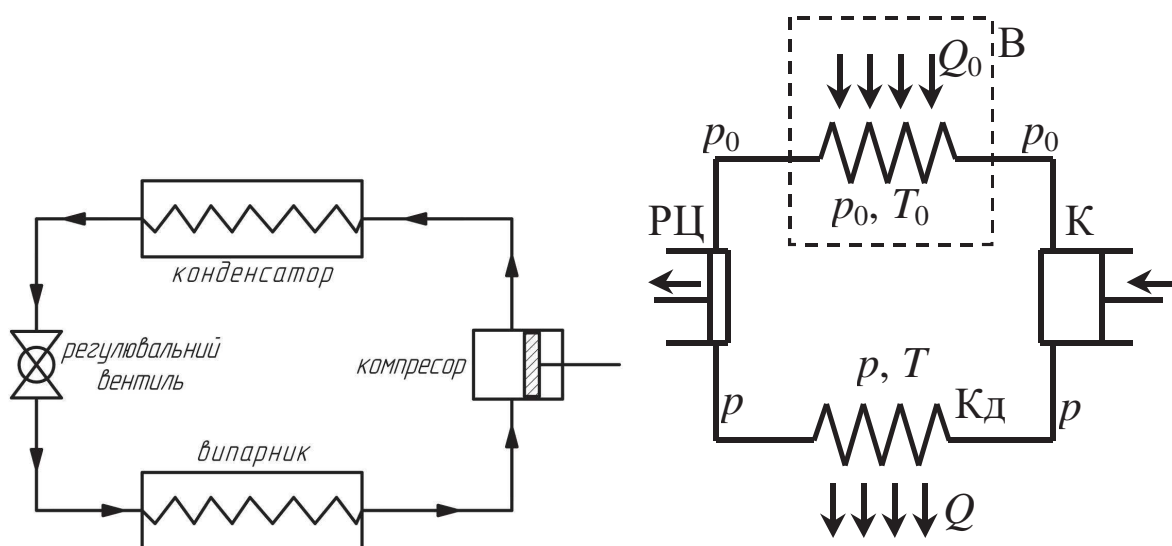 конденсатор
регулювальний
вентиль
компресор
випарник
Q₀
В
p₀
p₀
p₀, T₀
РЦ
К
p, T
Кд
p
p
Q